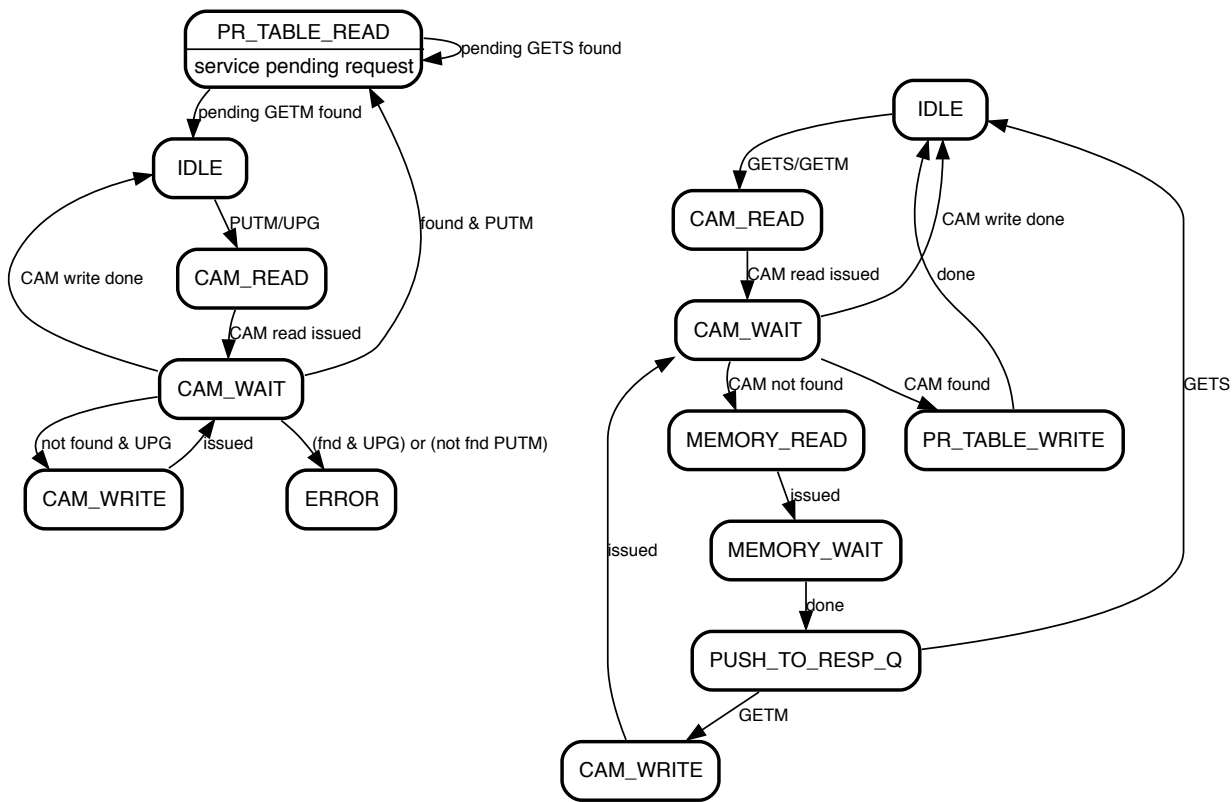 PR_TABLE_READ
service pending request
pending GETS found
pending GETM found
IDLE
PUTM/UPG
found & PUTM
CAM_READ
CAM write done
CAM read issued
CAM_WAIT
not found & UPG
issued
(fnd & UPG) or (not fnd PUTM)
CAM_WRITE
ERROR
IDLE
GETS/GETM
CAM_READ
CAM write done
CAM read issued
done
CAM_WAIT
CAM not found
CAM found
GETS
MEMORY_READ
PR_TABLE_WRITE
issued
MEMORY_WAIT
issued
done
PUSH_TO_RESP_Q
GETM
CAM_WRITE